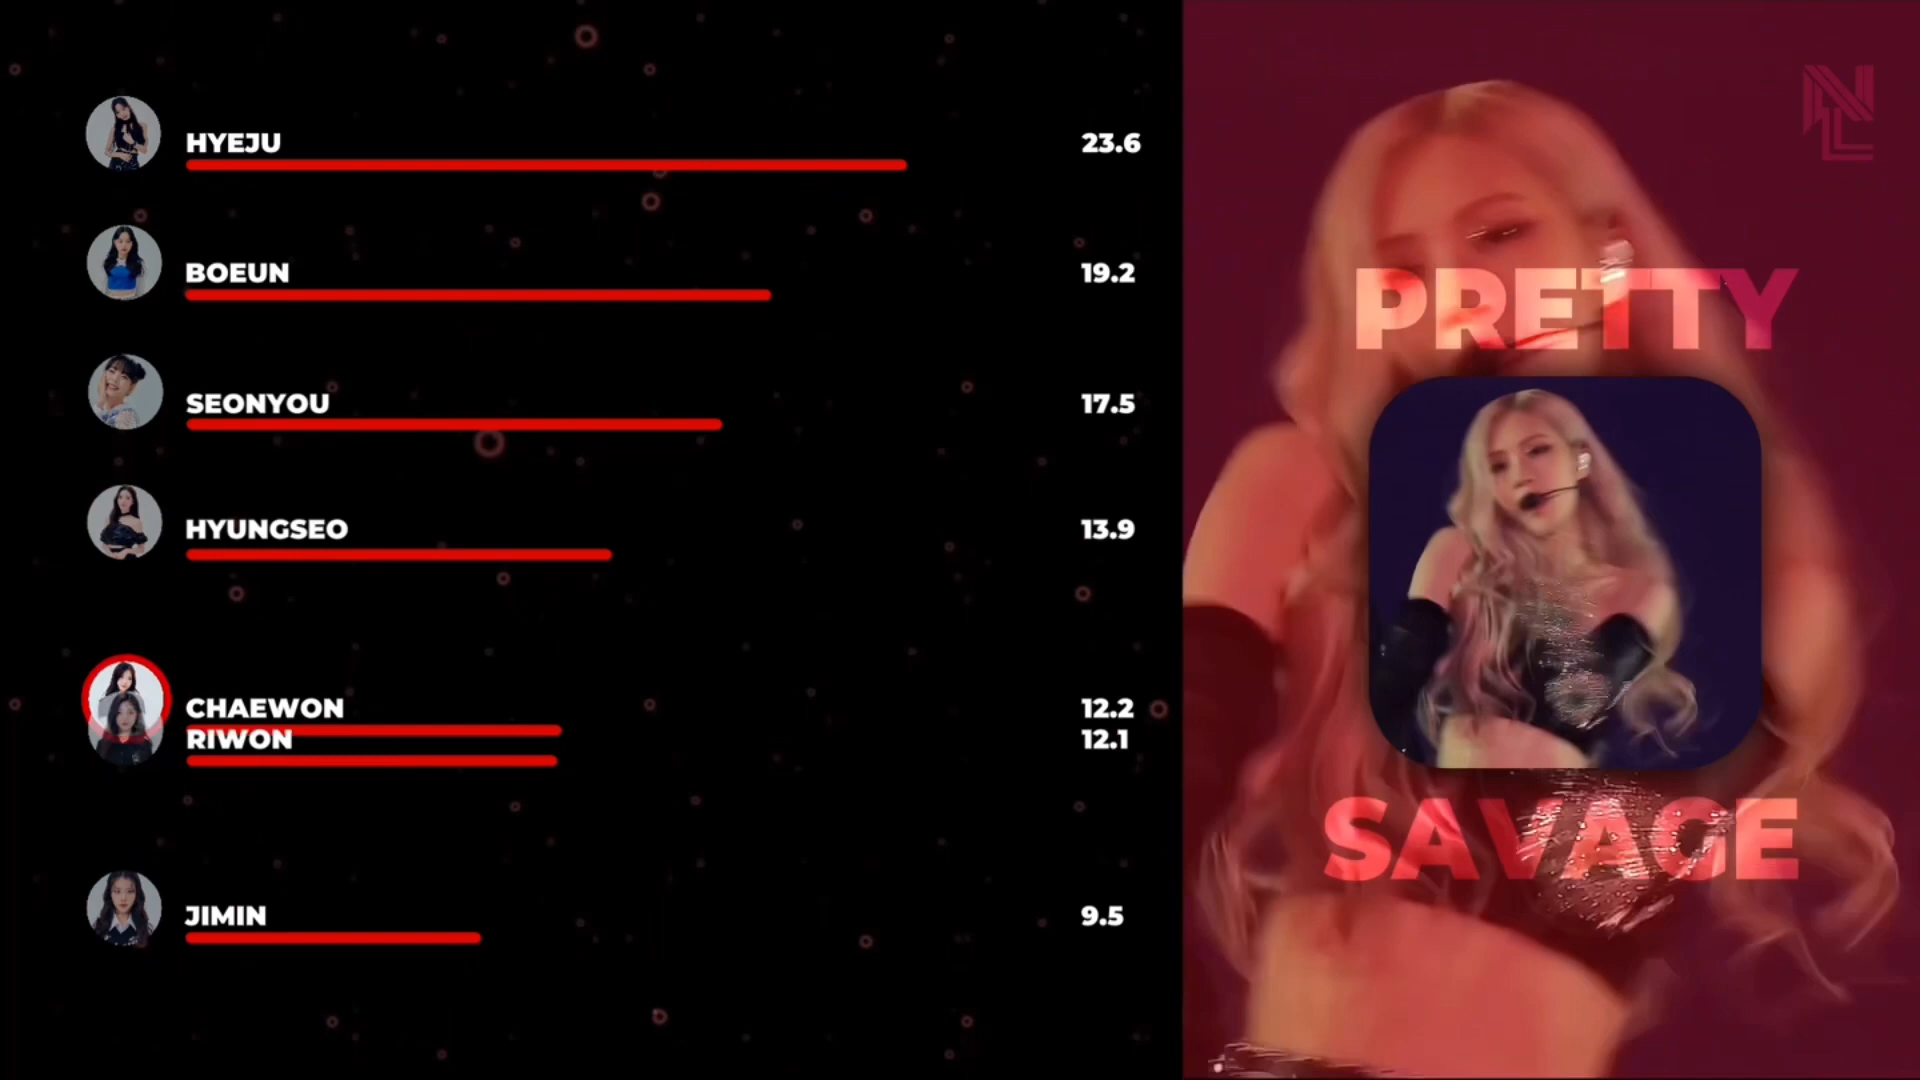 HYEJU 23.6
BOEUN 19.2
SEONYOU 17.5
HYUNGSEO 13.9
CHAEWON 12.2
RIWON 12.1
JIMIN 9.5
PRETTY
SAVAGE
NL